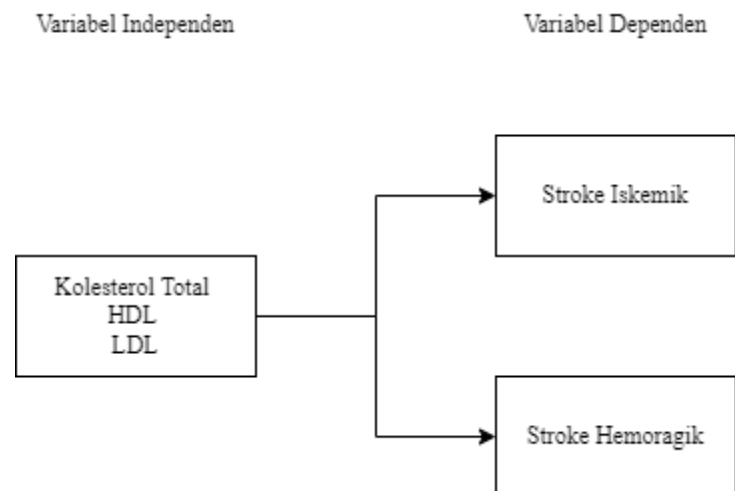 Variabel Independen
Variabel Dependen
Stroke Iskemik
Kolesterol Total
HDL
LDL
Stroke Hemoragik